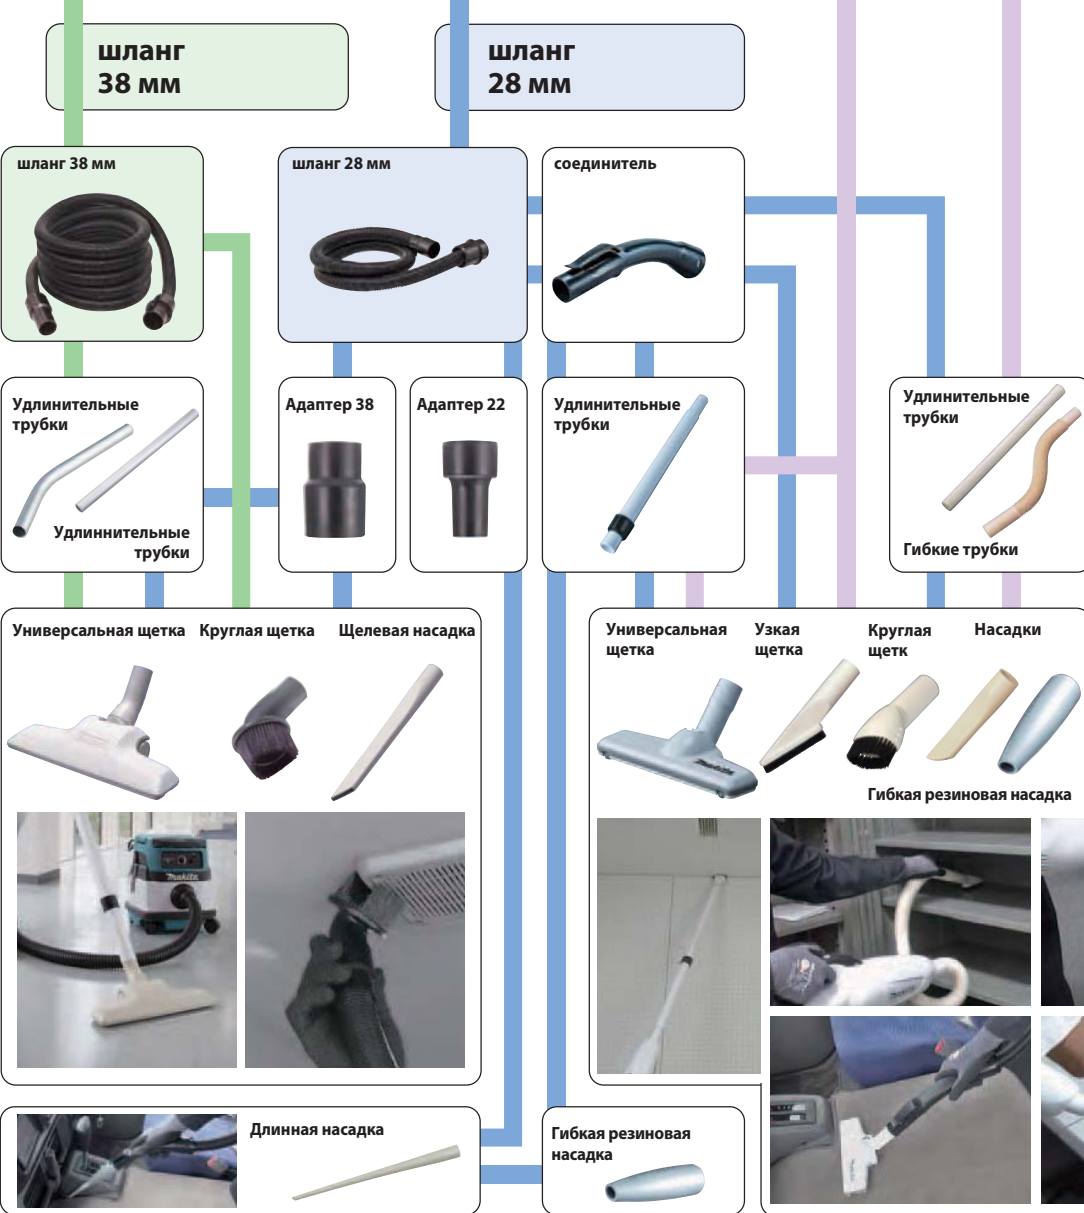 шланг
38 мм
шланг
28 мм
шланг 38 мм
шланг 28 мм
соединитель
Удлинительные
трубки
Удлиннительные
трубки
Адаптер 38
Адаптер 22
Удлинительные
трубки
Удлинительные
трубки
Гибкие трубки
Универсальная щетка
Круглая щетка
Щелевая насадка
Универсальная
щетка
Узкая
щетка
Круглая
щетк
Насадки
makita
Гибкая резиновая насадка
makita
Длинная насадка
Гибкая резиновая
насадка